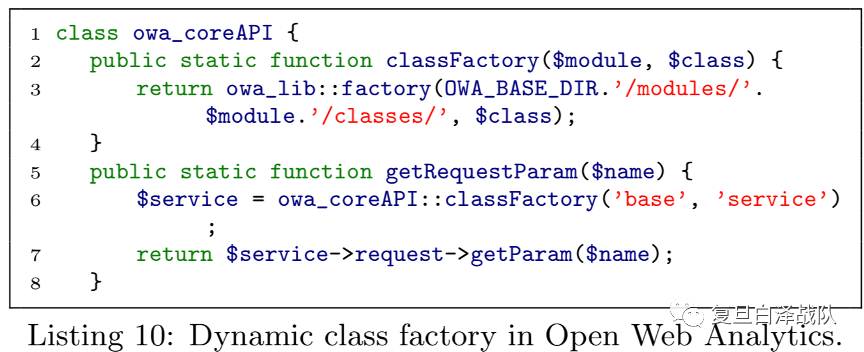 1 class owa_coreAPI {
2 public static function classFactory($module, $class) {
3 return owa_lib::factory(OWA_BASE_DIR.'/modules/'.
$module.'/classes/', $class);
4 }
5 public static function getRequestParam($name) {
6 $service = owa_coreAPI::classFactory('base', 'service')
;
7 return $service->request->getParam($name);
8 }
复旦白泽战队
Listing 10: Dynamic class factory in Open Web Analytics.